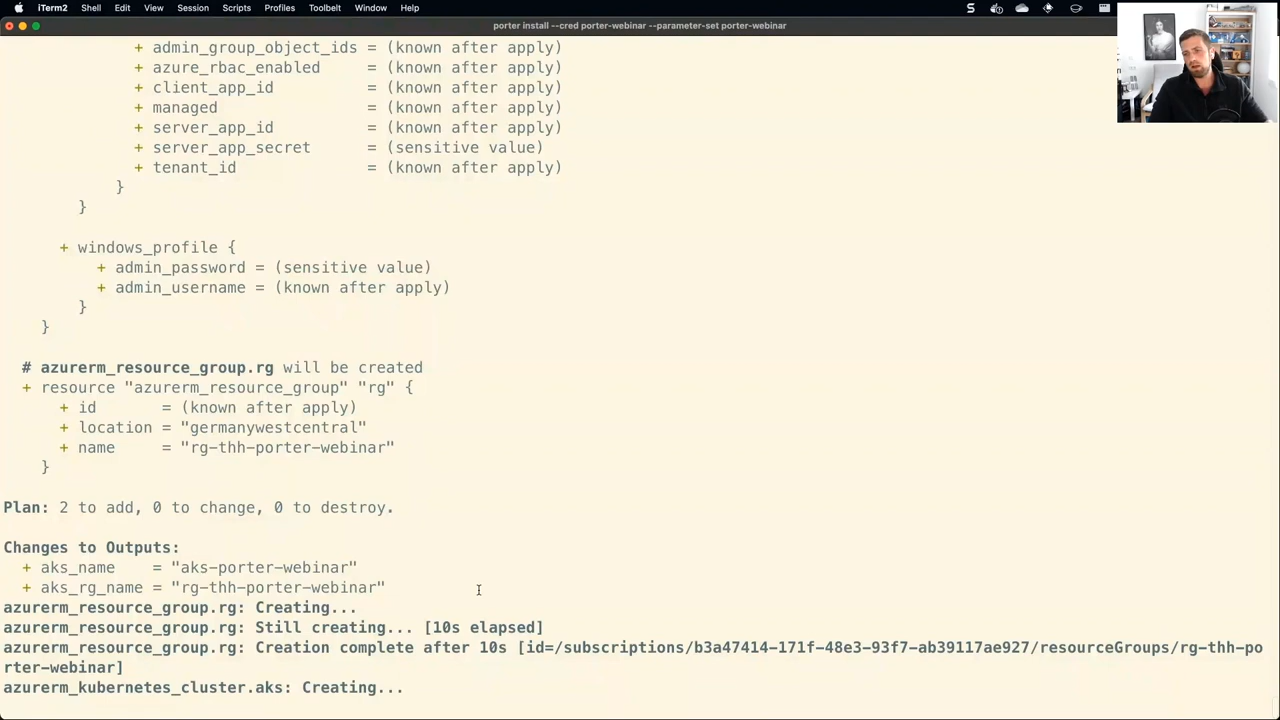 iTerm2 Shell Edit View Session Scripts Profiles Toolbelt Window Help
porter install --cred porter-webinar --parameter-set porter-webinar
+ admin_group_object_ids = (known after apply)
+ azure_rbac_enabled = (known after apply)
+ client_app_id = (known after apply)
+ managed = (known after apply)
+ server_app_id = (known after apply)
+ server_app_secret = (sensitive value)
+ tenant_id = (known after apply)
}
}
+ windows_profile {
+ admin_password = (sensitive value)
+ admin_username = (known after apply)
}
}
# azurerm_resource_group.rg will be created
+ resource "azurerm_resource_group" "rg" {
+ id = (known after apply)
+ location = "germanywestcentral"
+ name = "rg-thh-porter-webinar"
}
Plan: 2 to add, 0 to change, 0 to destroy.
Changes to Outputs:
+ aks_name = "aks-porter-webinar"
+ aks_rg_name = "rg-thh-porter-webinar"
azurerm_resource_group.rg: Creating...
azurerm_resource_group.rg: Still creating... [10s elapsed]
azurerm_resource_group.rg: Creation complete after 10s [id=/subscriptions/b3a47414-171f-48e3-93f7-ab39117ae927/resourceGroups/rg-thh-po
rter-webinar]
azurerm_kubernetes_cluster.aks: Creating...